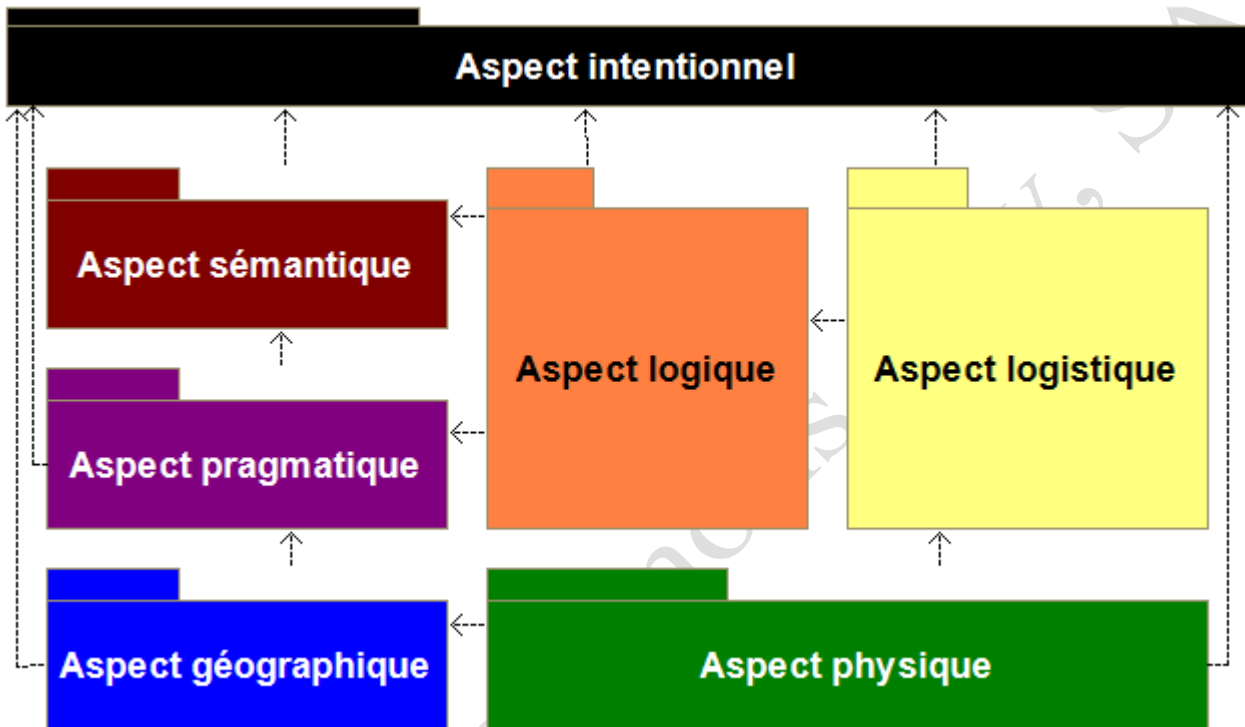 Aspect intentionnel
Aspect sémantique
Aspect logique
Aspect logistique
Aspect pragmatique
Aspect géographique
Aspect physique